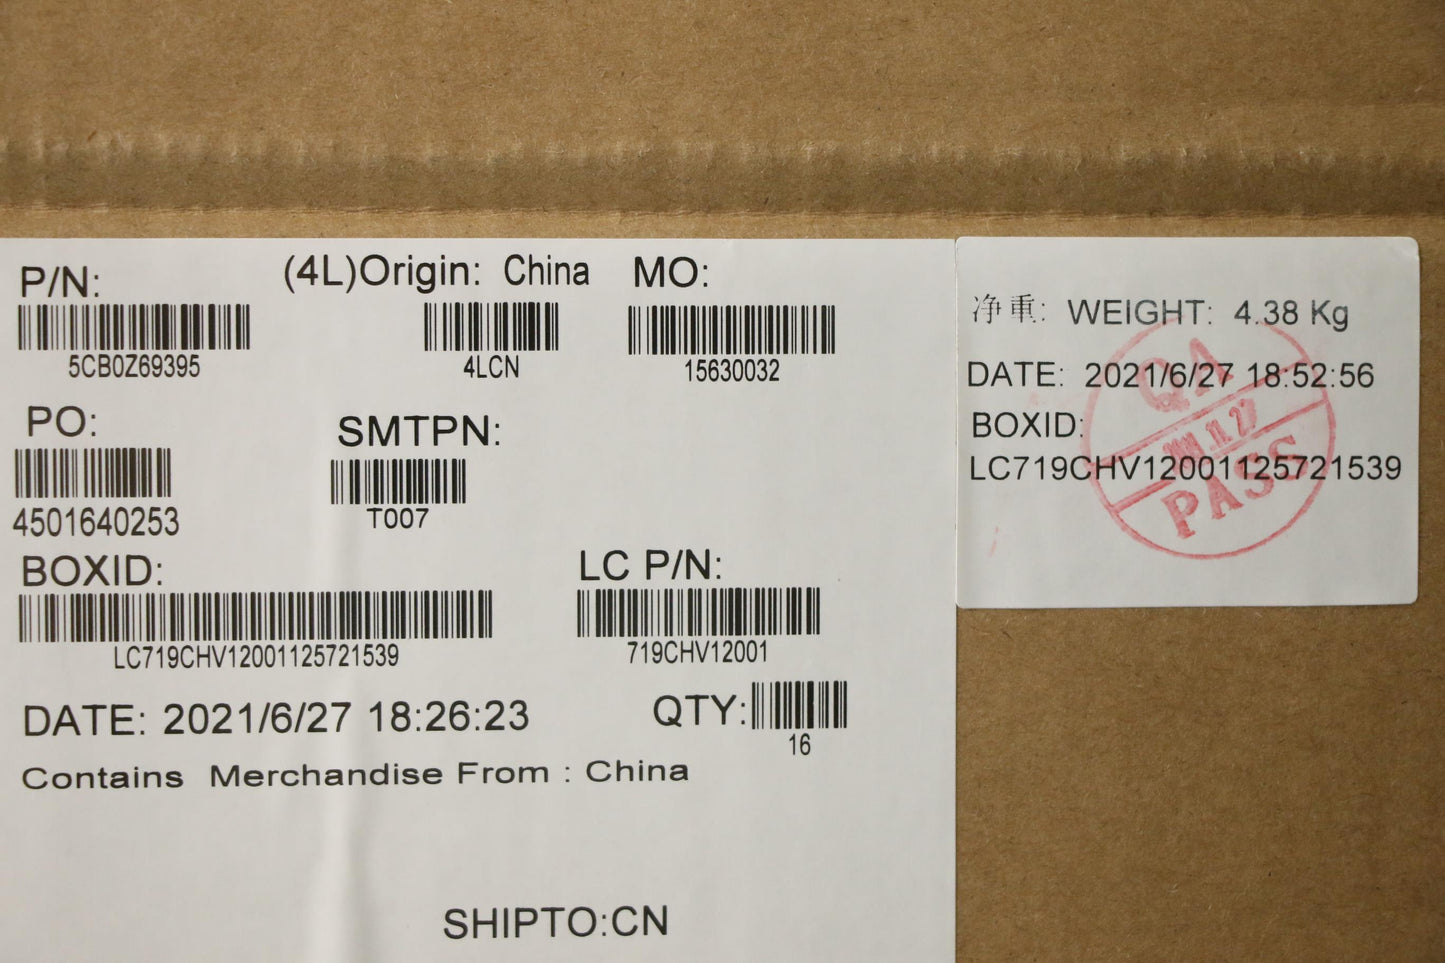 P/N:
5CB0Z69395
(4L)Origin: China
4LCN
MO:
15630032
PO:
4501640253
SMTPN:
T007
BOXID:
LC719CHV12001125721539
LC P/N:
719CHV12001
DATE: 2021/6/27 18:26:23
QTY:
16
Contains Merchandise From : China
SHIPTO:CN
净重: WEIGHT: 4.38 Kg
DATE: 2021/6/27 18:52:56
BOXID:
LC719CHV12001125721539
QA
PASS